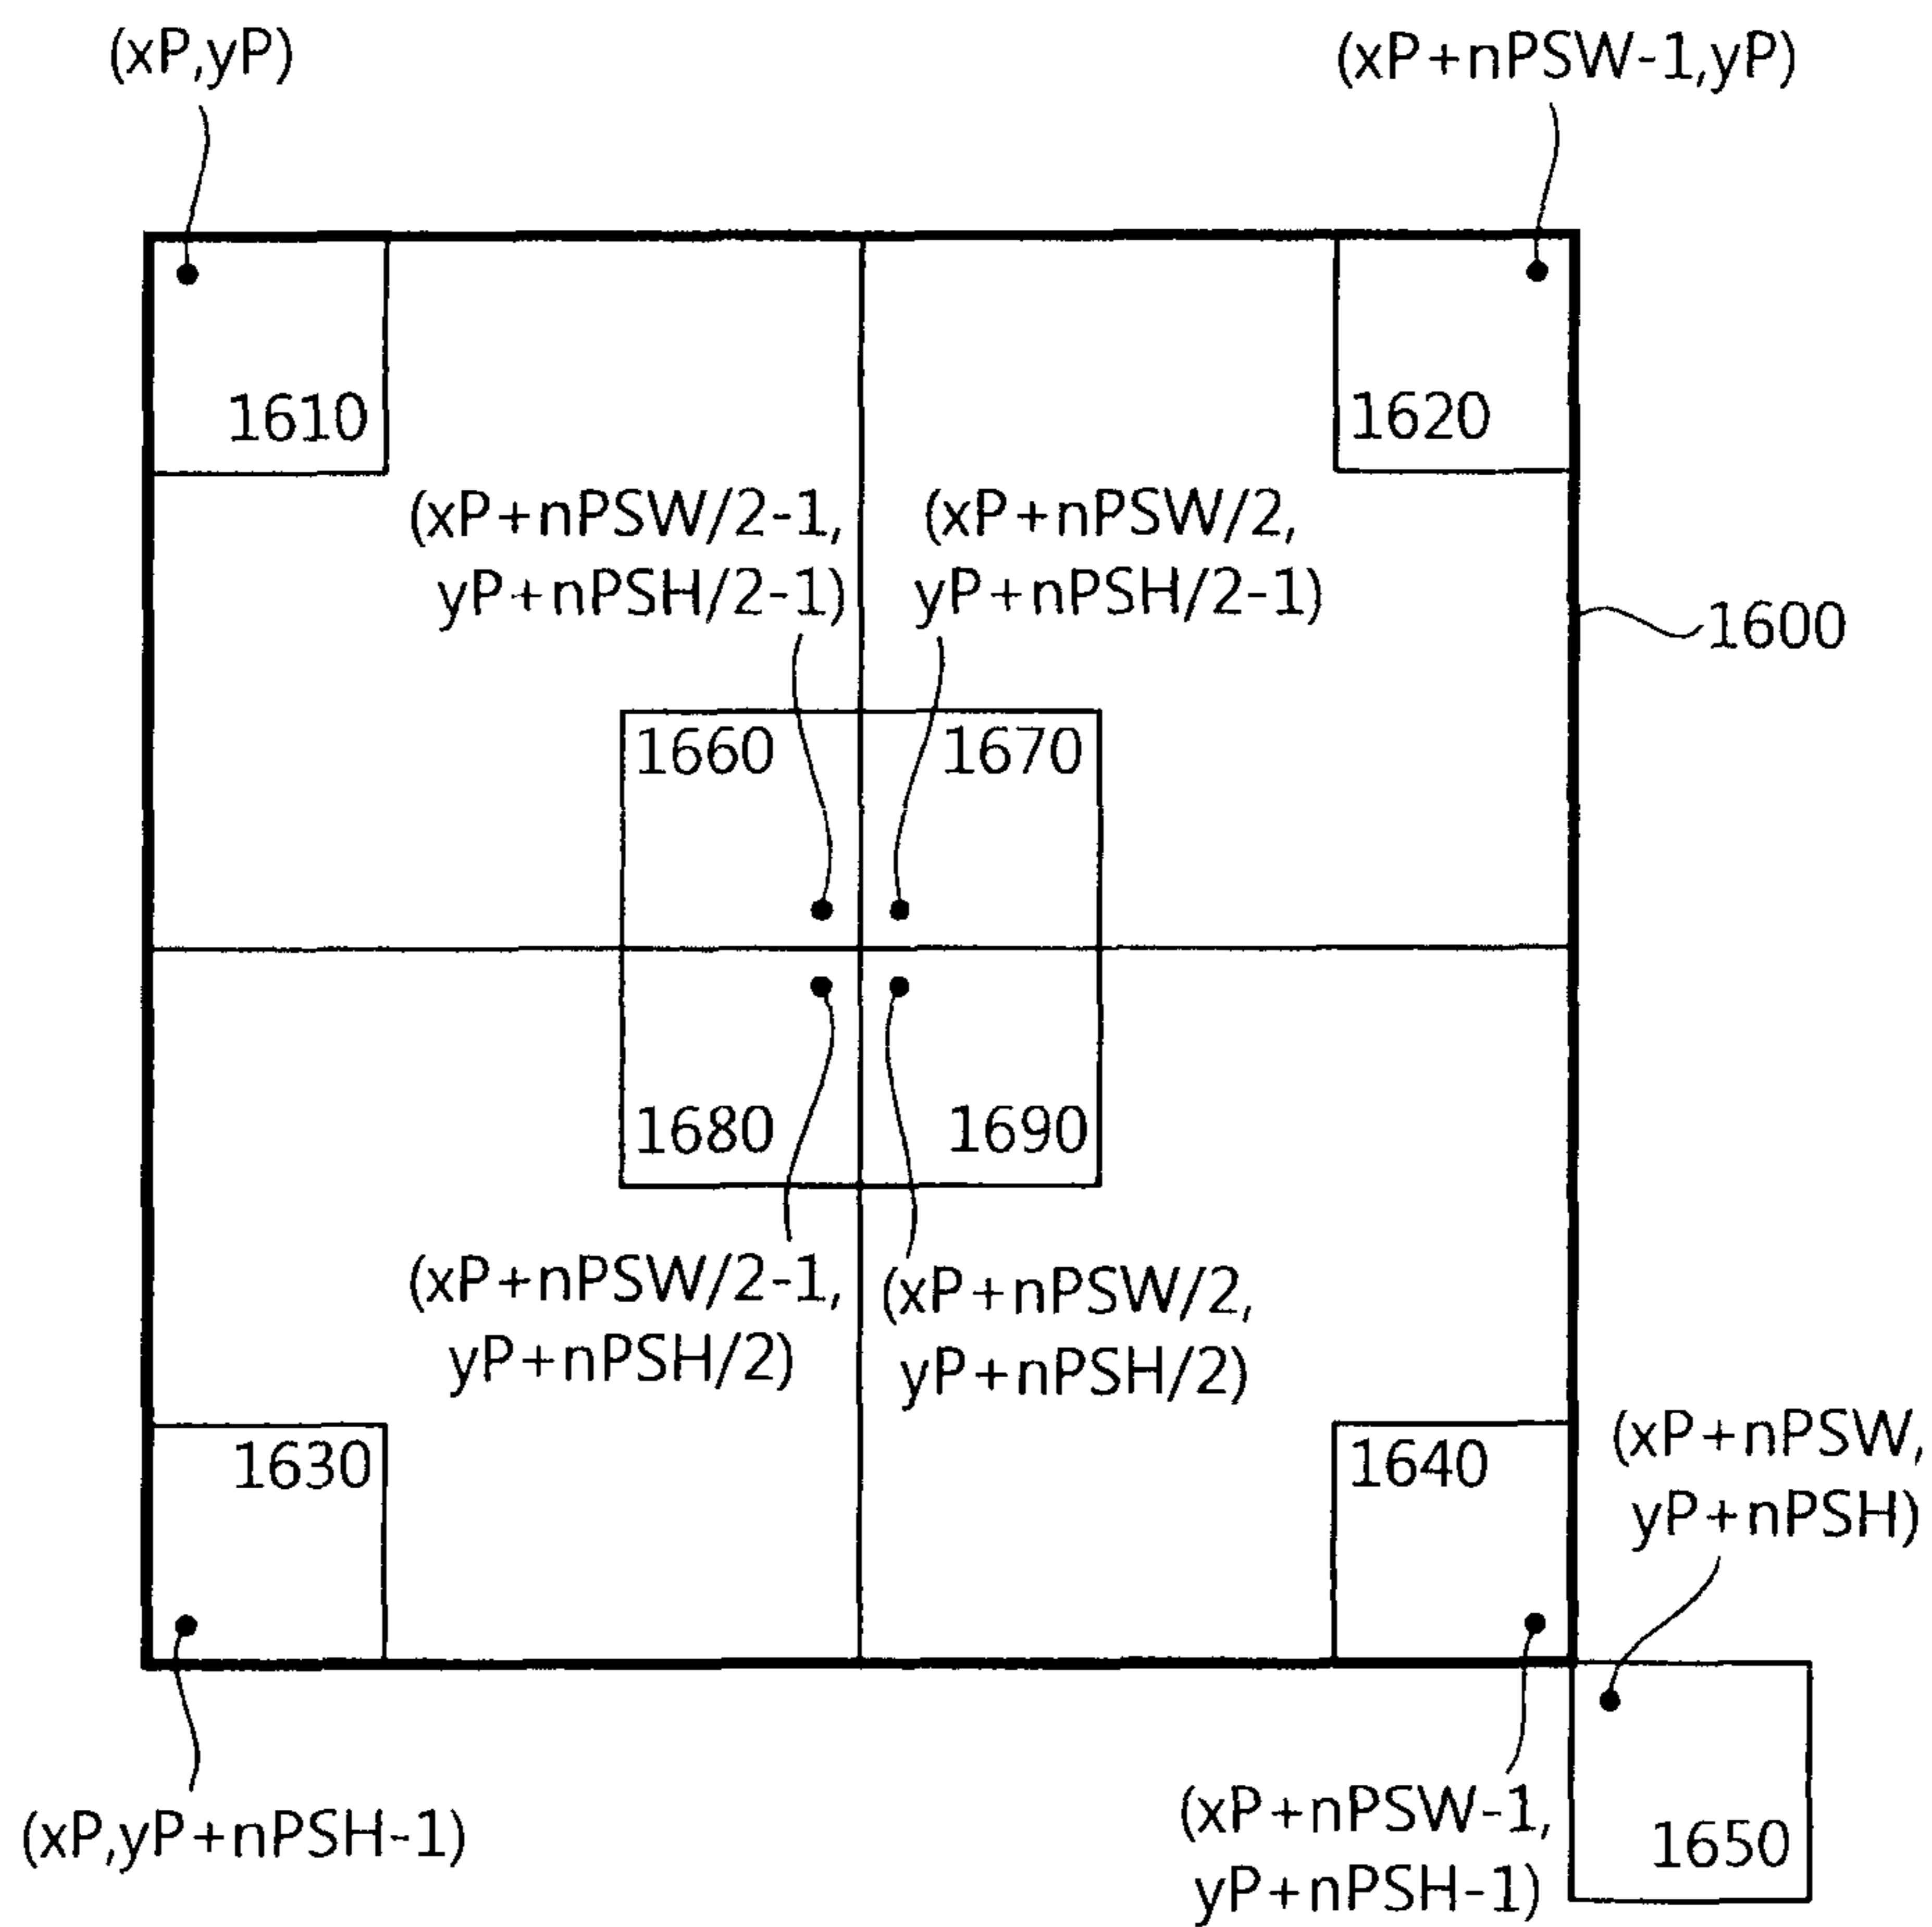 (xP,yP)
(xP+nPSW-1,yP)
1610
1620
(xP+nPSW/2-1,
yP+nPSH/2-1)
(xP+nPSW/2,
yP+nPSH/2-1)
1600
1660
1670
1680
1690
(xP+nPSW/2-1,
yP+nPSH/2)
(xP+nPSW/2,
yP+nPSH/2)
1630
1640
(xP+nPSW,
yP+nPSH)
(xP,yP+nPSH-1)
(xP+nPSW-1,
yP+nPSH-1)
1650